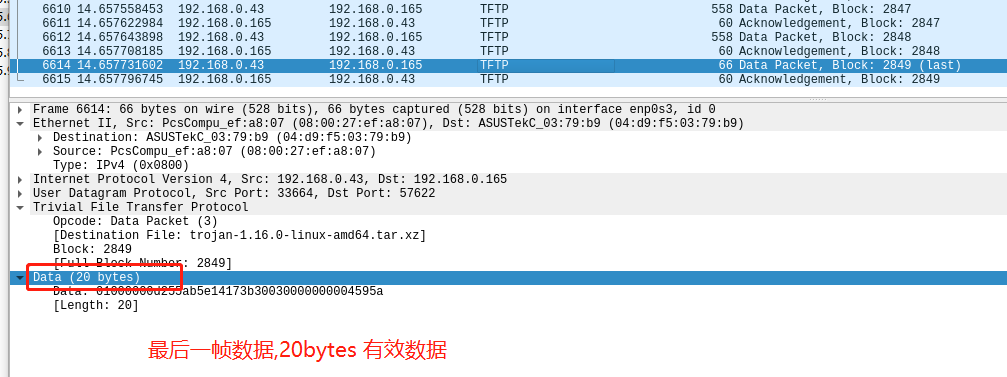 6610 14.657558453 192.168.0.43 192.168.0.165 TFTP 558 Data Packet, Block: 2847
6611 14.657622984 192.168.0.165 192.168.0.43 TFTP 60 Acknowledgement, Block: 2847
6612 14.657643898 192.168.0.43 192.168.0.165 TFTP 558 Data Packet, Block: 2848
6613 14.657708185 192.168.0.165 192.168.0.43 TFTP 60 Acknowledgement, Block: 2848
6614 14.657731602 192.168.0.43 192.168.0.165 TFTP 66 Data Packet, Block: 2849 (last)
6615 14.657796745 192.168.0.165 192.168.0.43 TFTP 60 Acknowledgement, Block: 2849
Frame 6614: 66 bytes on wire (528 bits), 66 bytes captured (528 bits) on interface enp0s3, id 0
Ethernet II, Src: PcsCompu_ef:a8:07 (08:00:27:ef:a8:07), Dst: ASUSTekC_03:79:b9 (04:d9:f5:03:79:b9)
Destination: ASUSTekC_03:79:b9 (04:d9:f5:03:79:b9)
Source: PcsCompu_ef:a8:07 (08:00:27:ef:a8:07)
Type: IPv4 (0x0800)
Internet Protocol Version 4, Src: 192.168.0.43, Dst: 192.168.0.165
User Datagram Protocol, Src Port: 33664, Dst Port: 57622
Trivial File Transfer Protocol
Opcode: Data Packet (3)
[Destination File: trojan-1.16.0-linux-amd64.tar.xz]
Block: 2849
[Full Block Number: 2849]
Data (20 bytes)
Data: 01000000d253ab5e14173b30030000000004595a
[Length: 20]
最后一帧数据,20bytes 有效数据